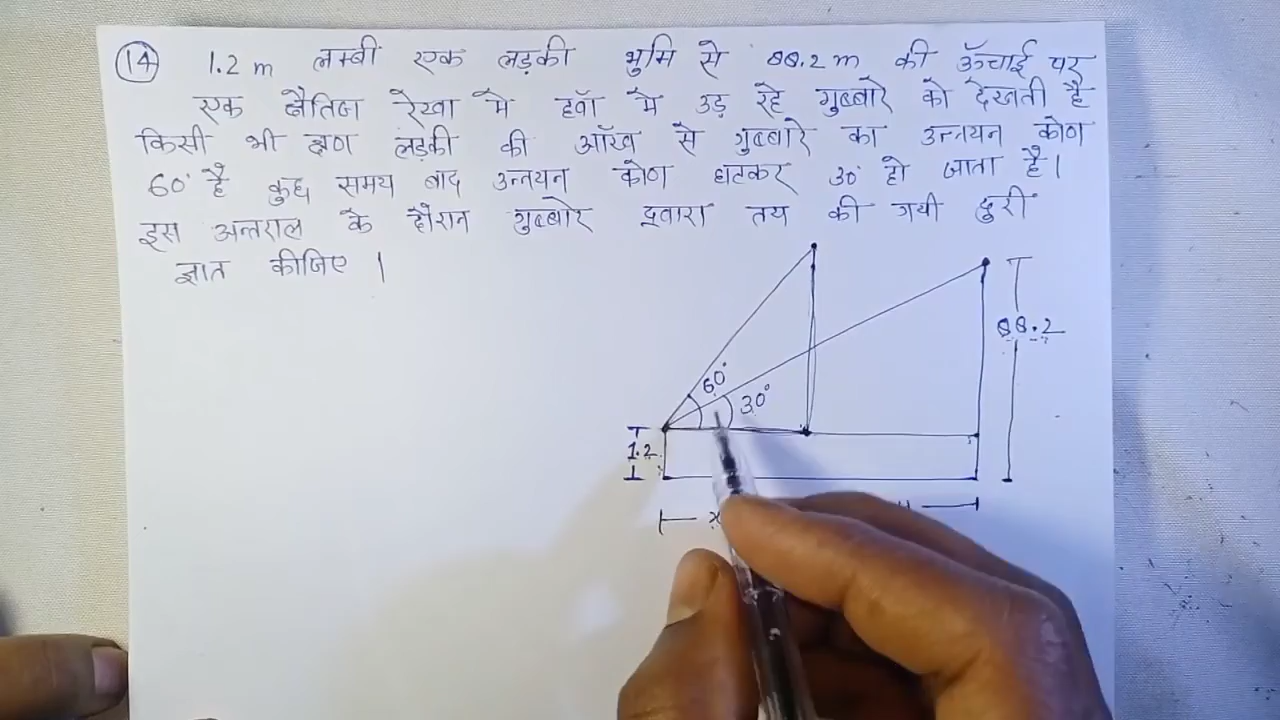 14 1.2 m लम्बी एक लड़की भुमि से 88.2 m की ऊँचाई पर
एक क्षैतिज रेखा मे हवाँ मे उड़ रहे गुब्बारे को देखती है
किसी भी क्षण लड़की की आँख से गुब्बारे का उन्नयन कोण
60° है कुछ समय बाद उन्नयन कोण घटकर 30° हो जाता है।
इस अन्तराल के दौरान गुब्बारे द्वारा तय की गयी दुरी
ज्ञात कीजिए।
88.2
60°
30°
1.2
x